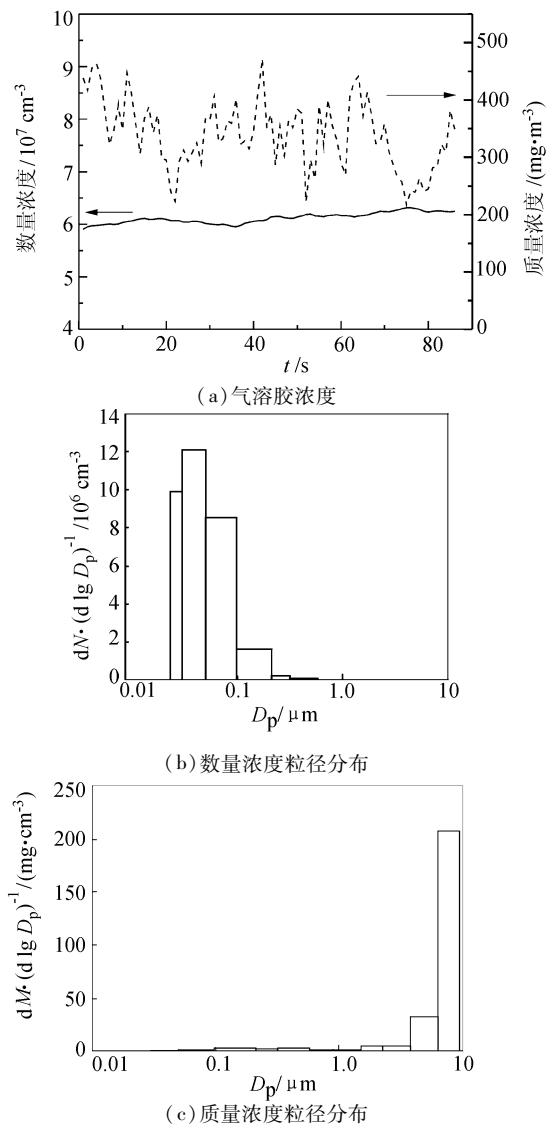 10
9
8
7
6
5
4
数量浓度/10⁷ cm⁻³
500
400
300
200
100
0
质量浓度/(mg•m⁻³)
0 20 40 60 80
t/s
(a)气溶胶浓度
14
12
10
8
6
4
2
0
dN•(d lg Dₚ)⁻¹/10⁶ cm⁻³
0.01 0.1 1.0 10
Dₚ/μm
(b)数量浓度粒径分布
250
200
150
100
50
0
dM•(d lg Dₚ)⁻¹/(mg•cm⁻³)
0.01 0.1 1.0 10
Dₚ/μm
(c)质量浓度粒径分布